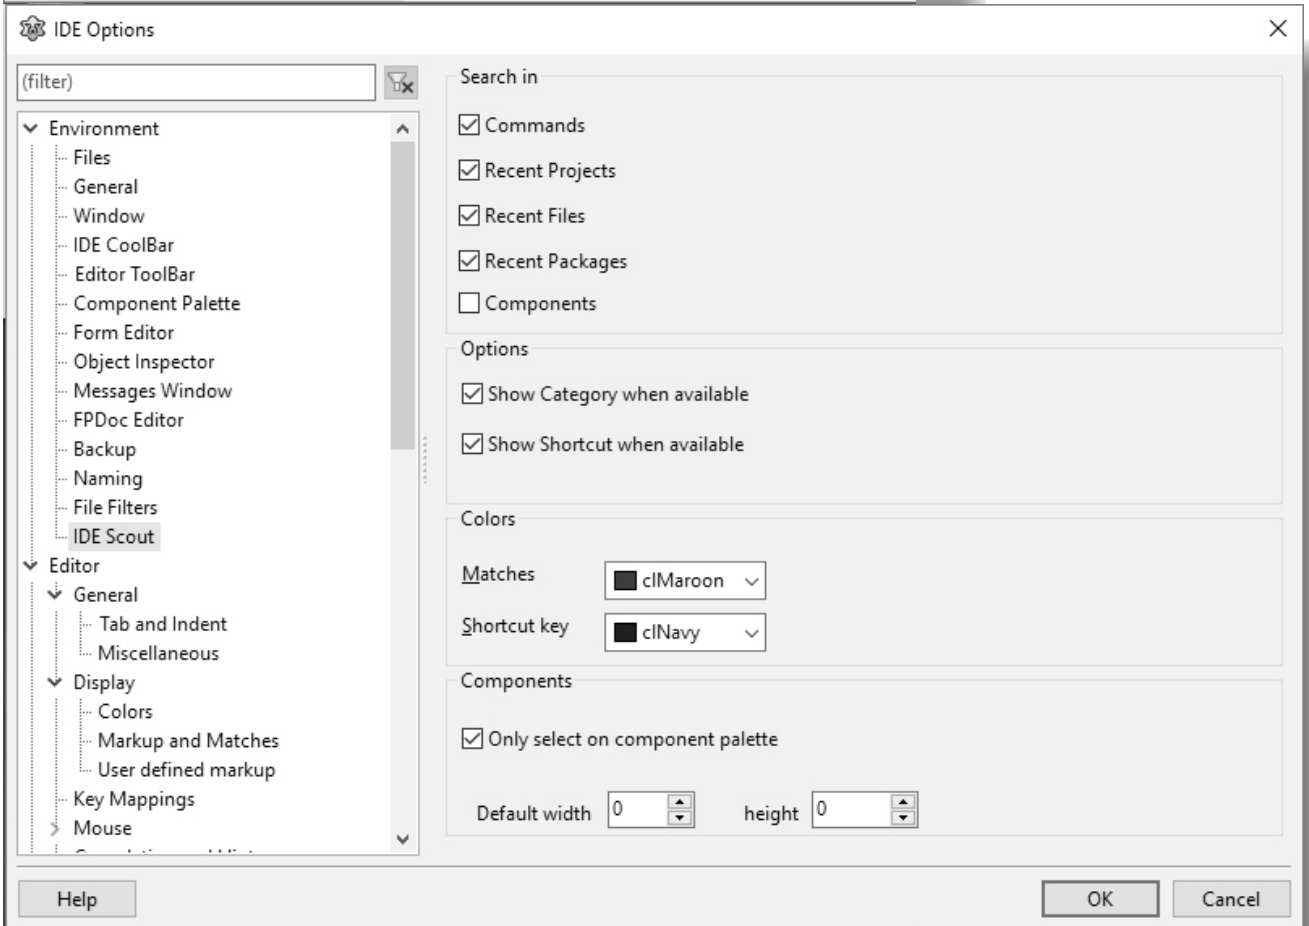 IDE Options
(filter)
Environment
Files
General
Window
IDE CoolBar
Editor ToolBar
Component Palette
Form Editor
Object Inspector
Messages Window
FPDoc Editor
Backup
Naming
File Filters
IDE Scout
Editor
General
Tab and Indent
Miscellaneous
Display
Colors
Markup and Matches
User defined markup
Key Mappings
Mouse
Search in
Commands
Recent Projects
Recent Files
Recent Packages
Components
Options
Show Category when available
Show Shortcut when available
Colors
Matches clMaroon
Shortcut key clNavy
Components
Only select on component palette
Default width 0 height 0
Help OK Cancel